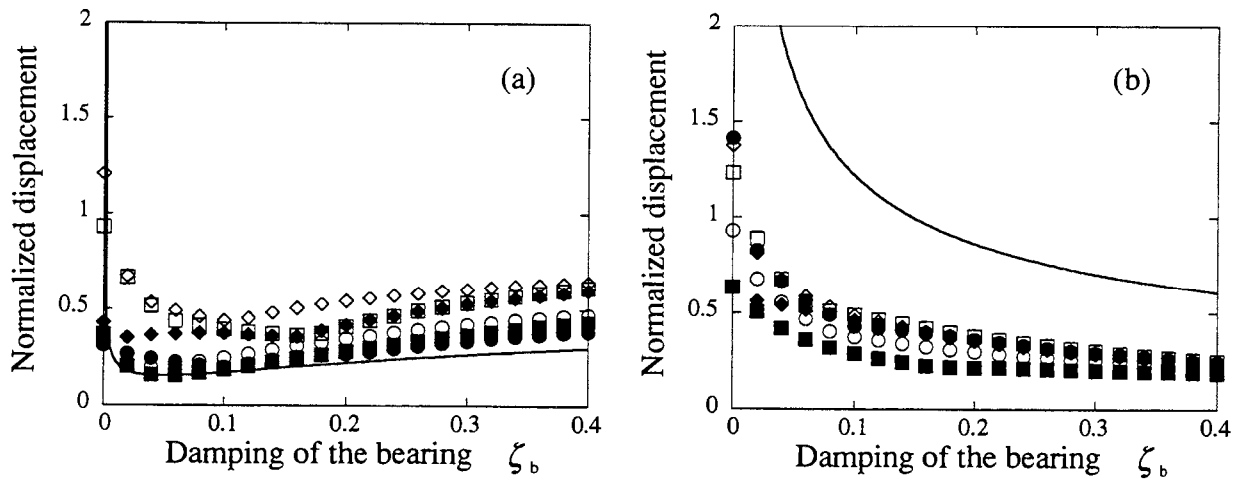 2
1.5
1
0.5
0
Normalized displacement
(a)
0 0.1 0.2 0.3 0.4
Damping of the bearing ζ b
2
1.5
1
0.5
0
Normalized displacement
(b)
0 0.1 0.2 0.3 0.4
Damping of the bearing ζ b